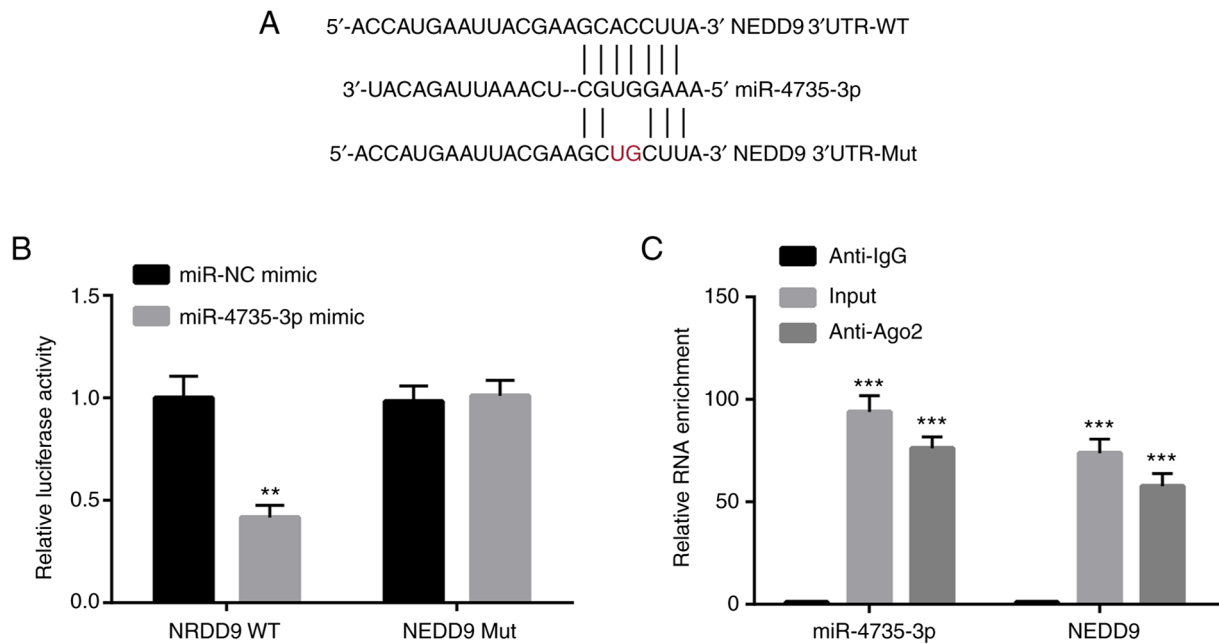 A
5′-ACCAUGAAUUACGAAGCACCUUA-3′ NEDD9 3′UTR-WT
3′-UACAGAUUAAACU--CGUGGAAA-5′ miR-4735-3p
5′-ACCAUGAAUUACGAAGCUGCUUA-3′ NEDD9 3′UTR-Mut
B
miR-NC mimic
miR-4735-3p mimic
Relative luciferase activity
1.5
1.0
0.5
0.0
**
NRDD9 WT
NEDD9 Mut
C
Anti-IgG
Input
Anti-Ago2
Relative RNA enrichment
150
100
50
0
***
***
***
***
miR-4735-3p
NEDD9